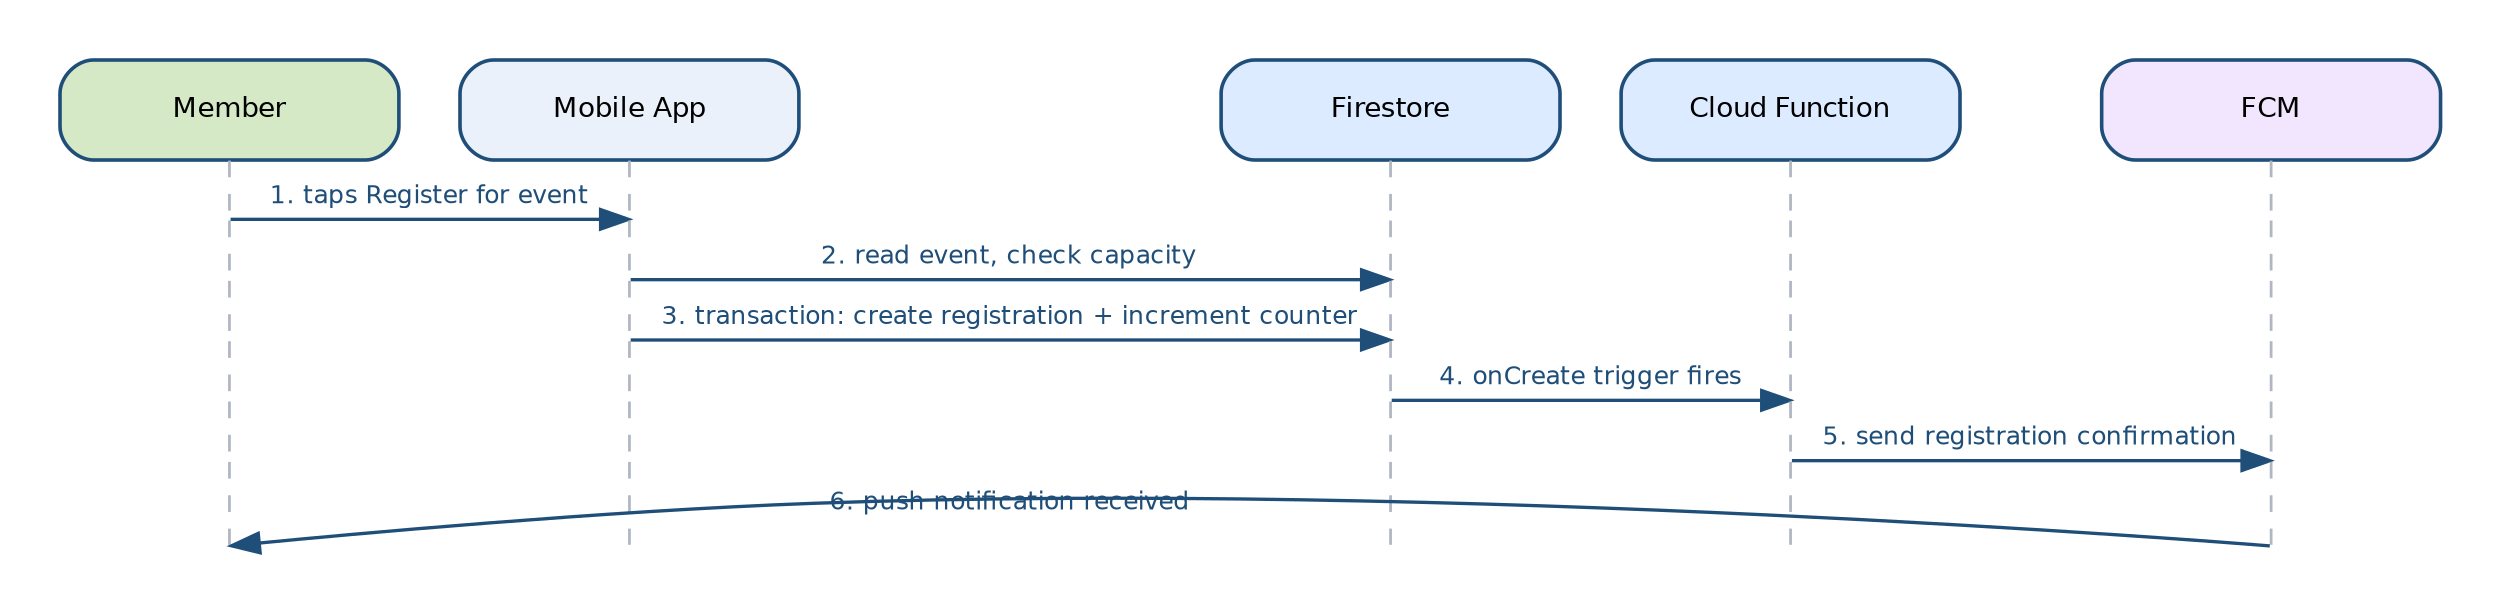 Member
Mobile App
Firestore
Cloud Function
FCM
1. taps Register for event
2. read event, check capacity
3. transaction: create registration + increment counter
4. onCreate trigger fires
5. send registration confirmation
6. push notification received